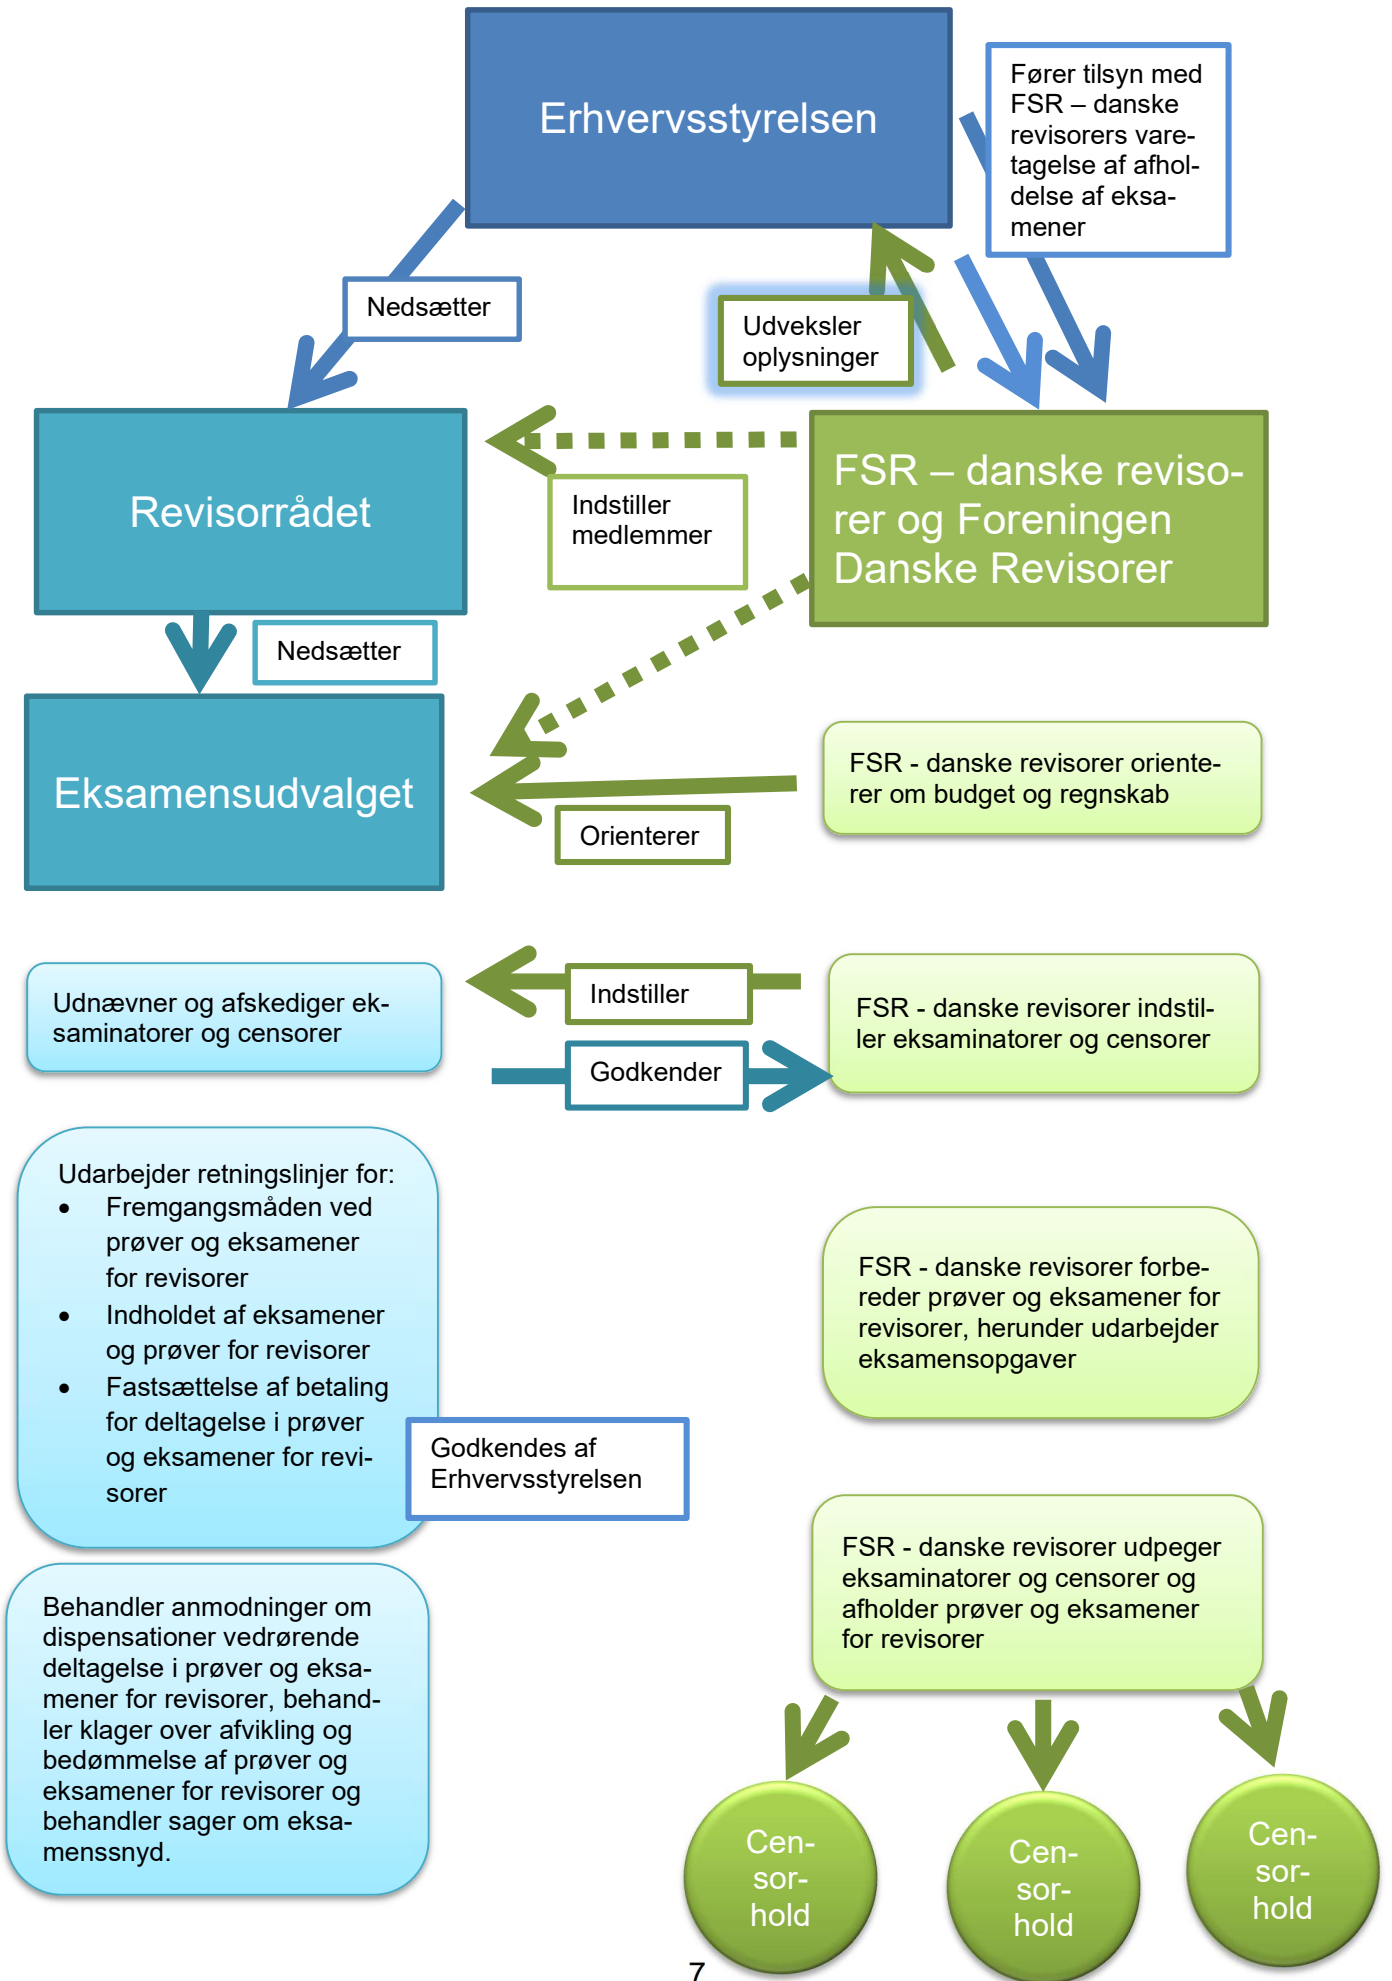 Erhvervsstyrelsen
Fører tilsyn med
FSR – danske
revisorers vare-
tagelse af afhol-
delse af eksa-
mener
Nedsætter
Udveksler
oplysninger
Revisorrådet
Indstiller
medlemmer
FSR – danske reviso-
rer og Foreningen
Danske Revisorer
Nedsætter
Eksamensudvalget
Orienterer
FSR - danske revisorer oriente-
rer om budget og regnskab
Udnævner og afskediger ek-
saminatorer og censorer
Indstiller
Godkender
FSR - danske revisorer indstil-
ler eksaminatorer og censorer
Udarbejder retningslinjer for:
• Fremgangsmåden ved
prøver og eksamener
for revisorer
• Indholdet af eksamener
og prøver for revisorer
• Fastsættelse af betaling
for deltagelse i prøver
og eksamener for revi-
sorer
Godkendes af
Erhvervsstyrelsen
FSR - danske revisorer forbe-
reder prøver og eksamener for
revisorer, herunder udarbejder
eksamensopgaver
Behandler anmodninger om
dispensationer vedrørende
deltagelse i prøver og eksa-
mener for revisorer, behand-
ler klager over afvikling og
bedømmelse af prøver og
eksamener for revisorer og
behandler sager om eksa-
menssnyd.
FSR - danske revisorer udpeger
eksaminatorer og censorer og
afholder prøver og eksamener
for revisorer
Cen-
sor-
hold
Cen-
sor-
hold
Cen-
sor-
hold
7